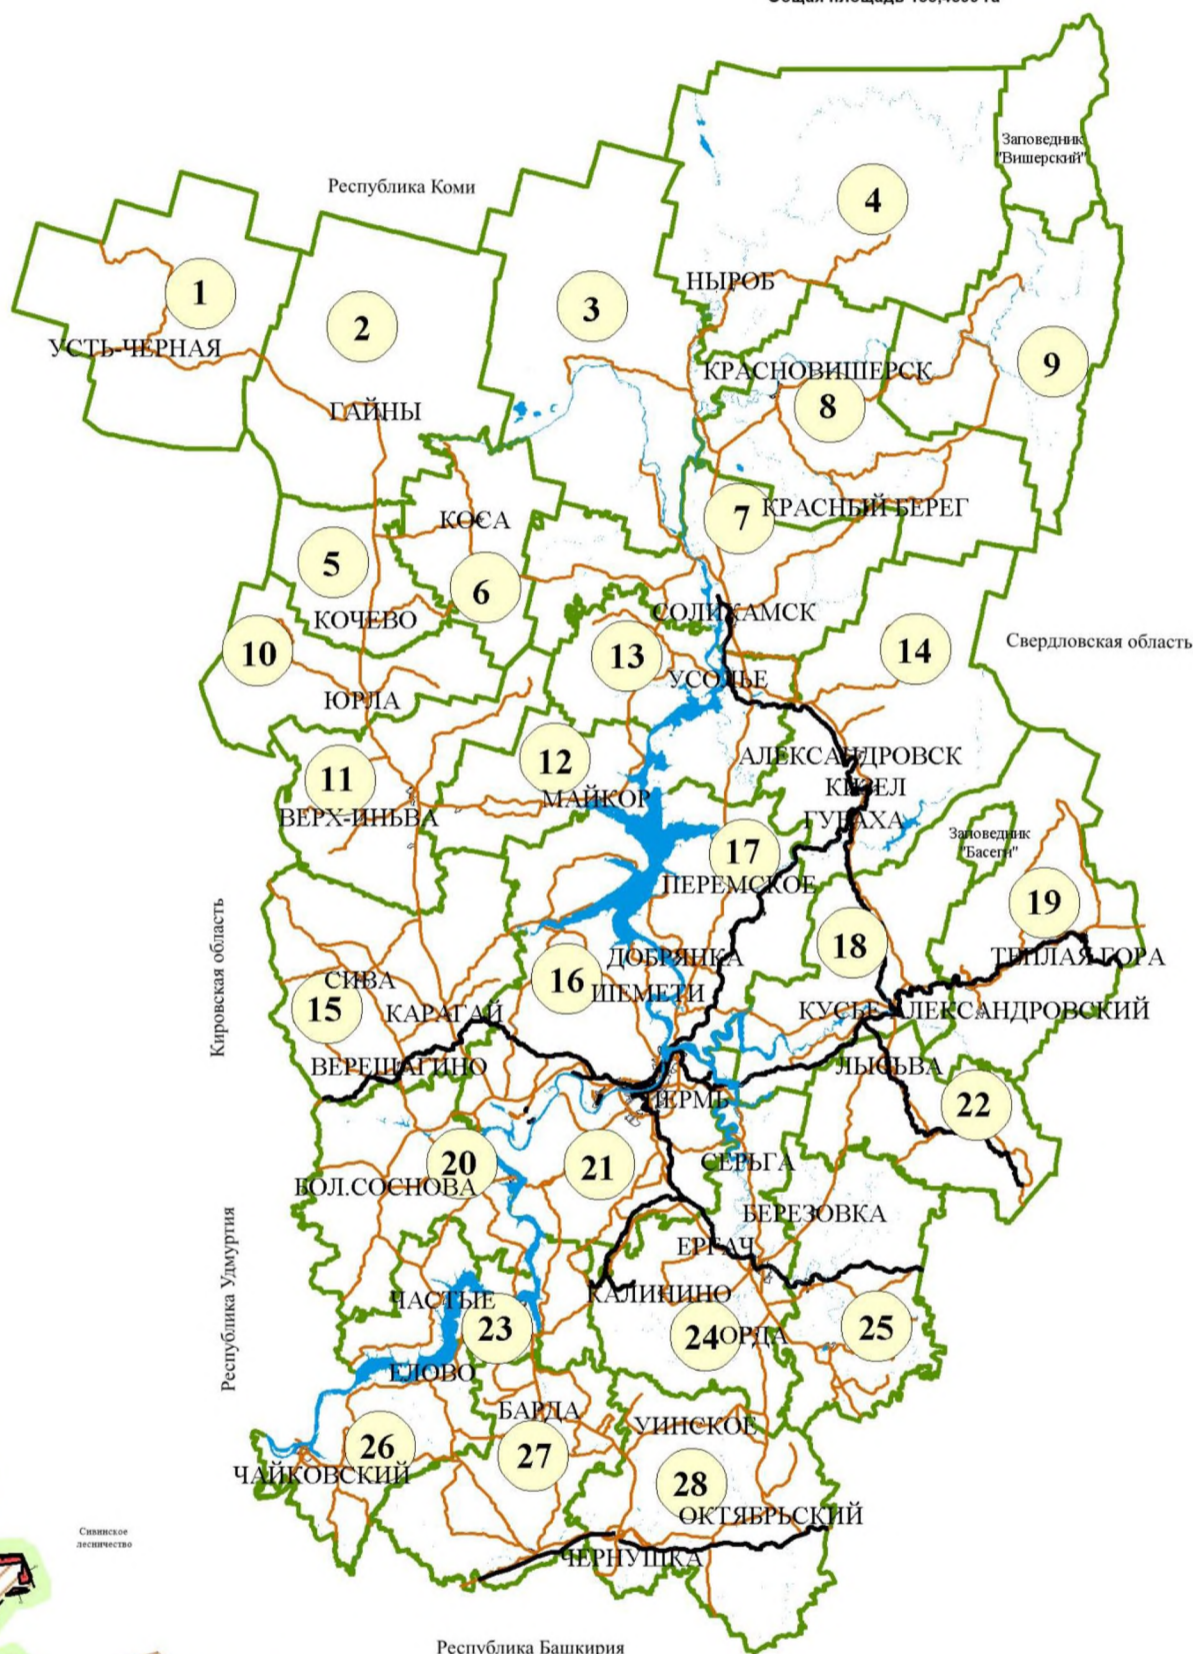 Заповедник
"Вишерский"
Республика Коми
4
НЫРОБ
1
2
3
УСТЬ-ЧЕРНАЯ
9
КРАСНОВИШЕРСК
8
ГАЙНЫ
КОСА
7
КРАСНЫЙ БЕРЕГ
5
6
КОЧЕВО
СОЛИКАМСК
Свердловская область
10
13
14
УСОЛЬЕ
ЮРЛА
АЛЕКСАНДРОВСК
12
11
КИЗЕЛ
МАЙКОР
ВЕРХ-ИНЬВА
ГУБАХА
Заповедник
"Басеги"
17
ПЕРЕМСКОЕ
19
Кировская область
18
ДОБРЯНКА
ТЕПЛАЯ ГОРА
СИВА
16
ШЕМЕТИ
15
КАРАГАЙ
КУСЬЕ-АЛЕКСАНДРОВСКИЙ
ВЕРЕЩАГИНО
ЛЫСЬВА
ПЕРМЬ
22
20
21
СЕРЬГА
БОЛ.СОСНОВА
БЕРЕЗОВКА
Республика Удмуртия
ЕРГАЧ
КАЛИНИНО
ЧАСТЫЕ
23
24
ОРДА
25
ЕЛОВО
БАРДА
УИНСКОЕ
26
27
ЧАЙКОВСКИЙ
28
ОКТЯБРЬСКИЙ
Сивинское
лесничество
ЧЕРНУШКА
Республика Башкирия